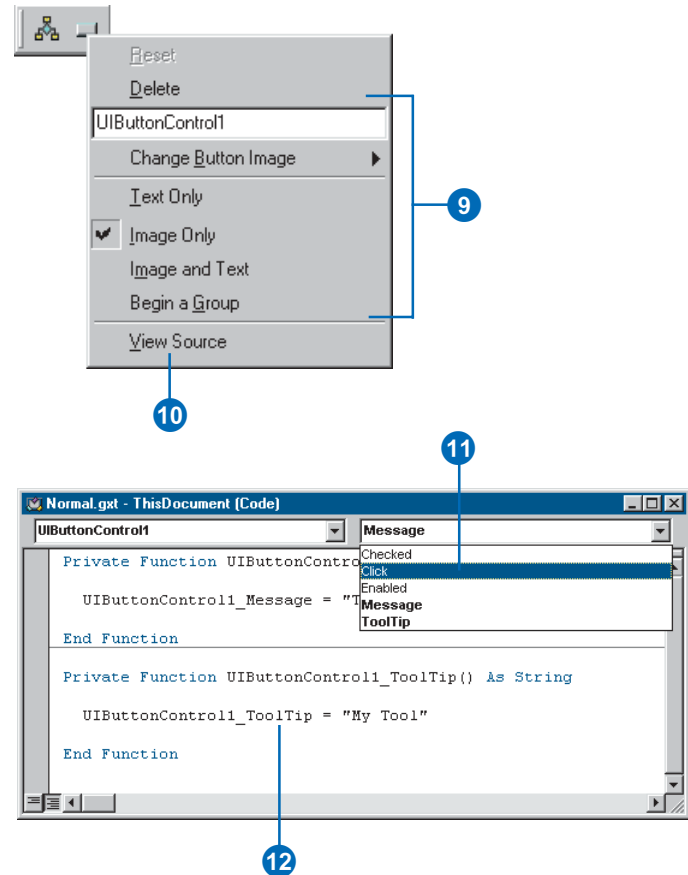 Reset
Delete
UIButtonControl1
Change Button Image
9
Text Only
Image Only
Image and Text
Begin a Group
View Source
10
11
Normal.gxt - ThisDocument (Code)
UIButtonControl1 Message
Checked
Private Function UIButtonContro
Click
Enabled
UIButtonControl1_Message = "T
Message
ToolTip
End Function
Private Function UIButtonControl1_ToolTip() As String
UIButtonControl1_ToolTip = "My Tool"
End Function
12